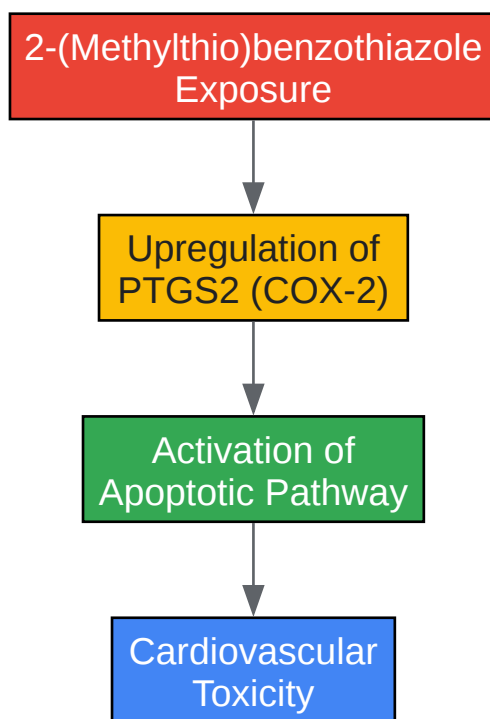 2-(Methylthio)benzothiazole
Exposure
Upregulation of
PTGS2 (COX-2)
Activation of
Apoptotic Pathway
Cardiovascular
Toxicity